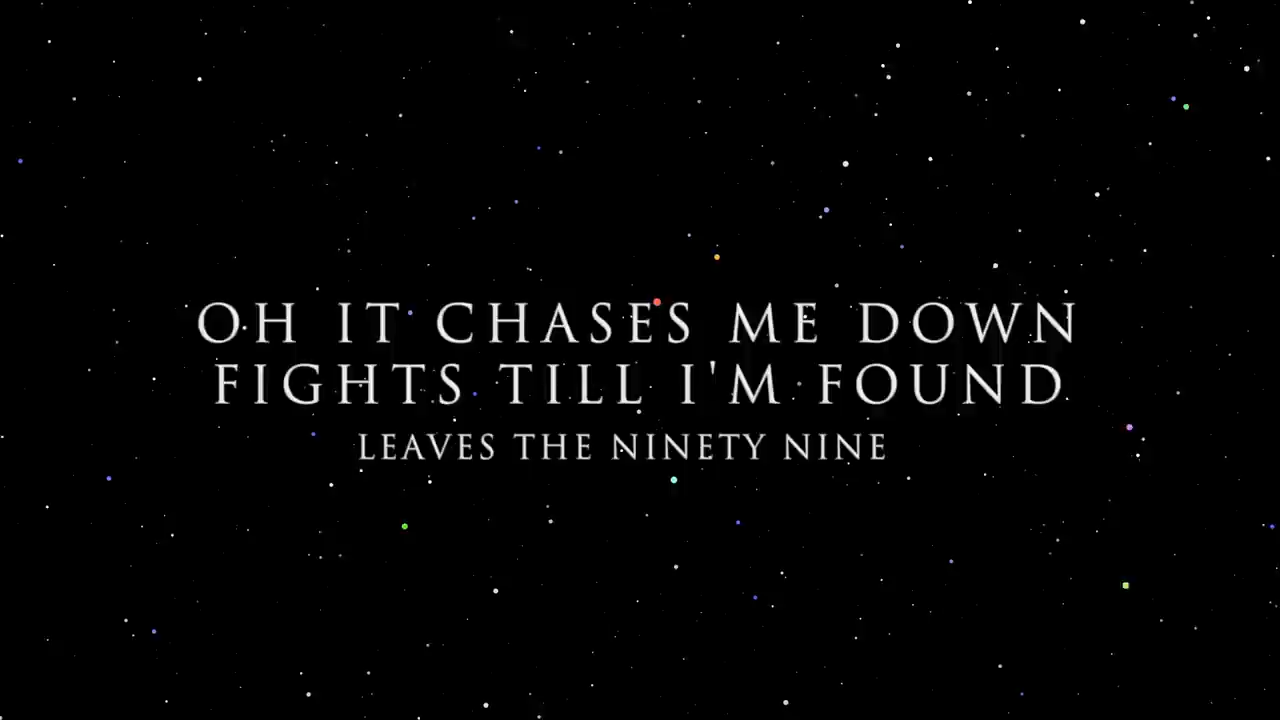 OH IT CHASES ME DOWN
FIGHTS TILL I'M FOUND
LEAVES THE NINETY NINE